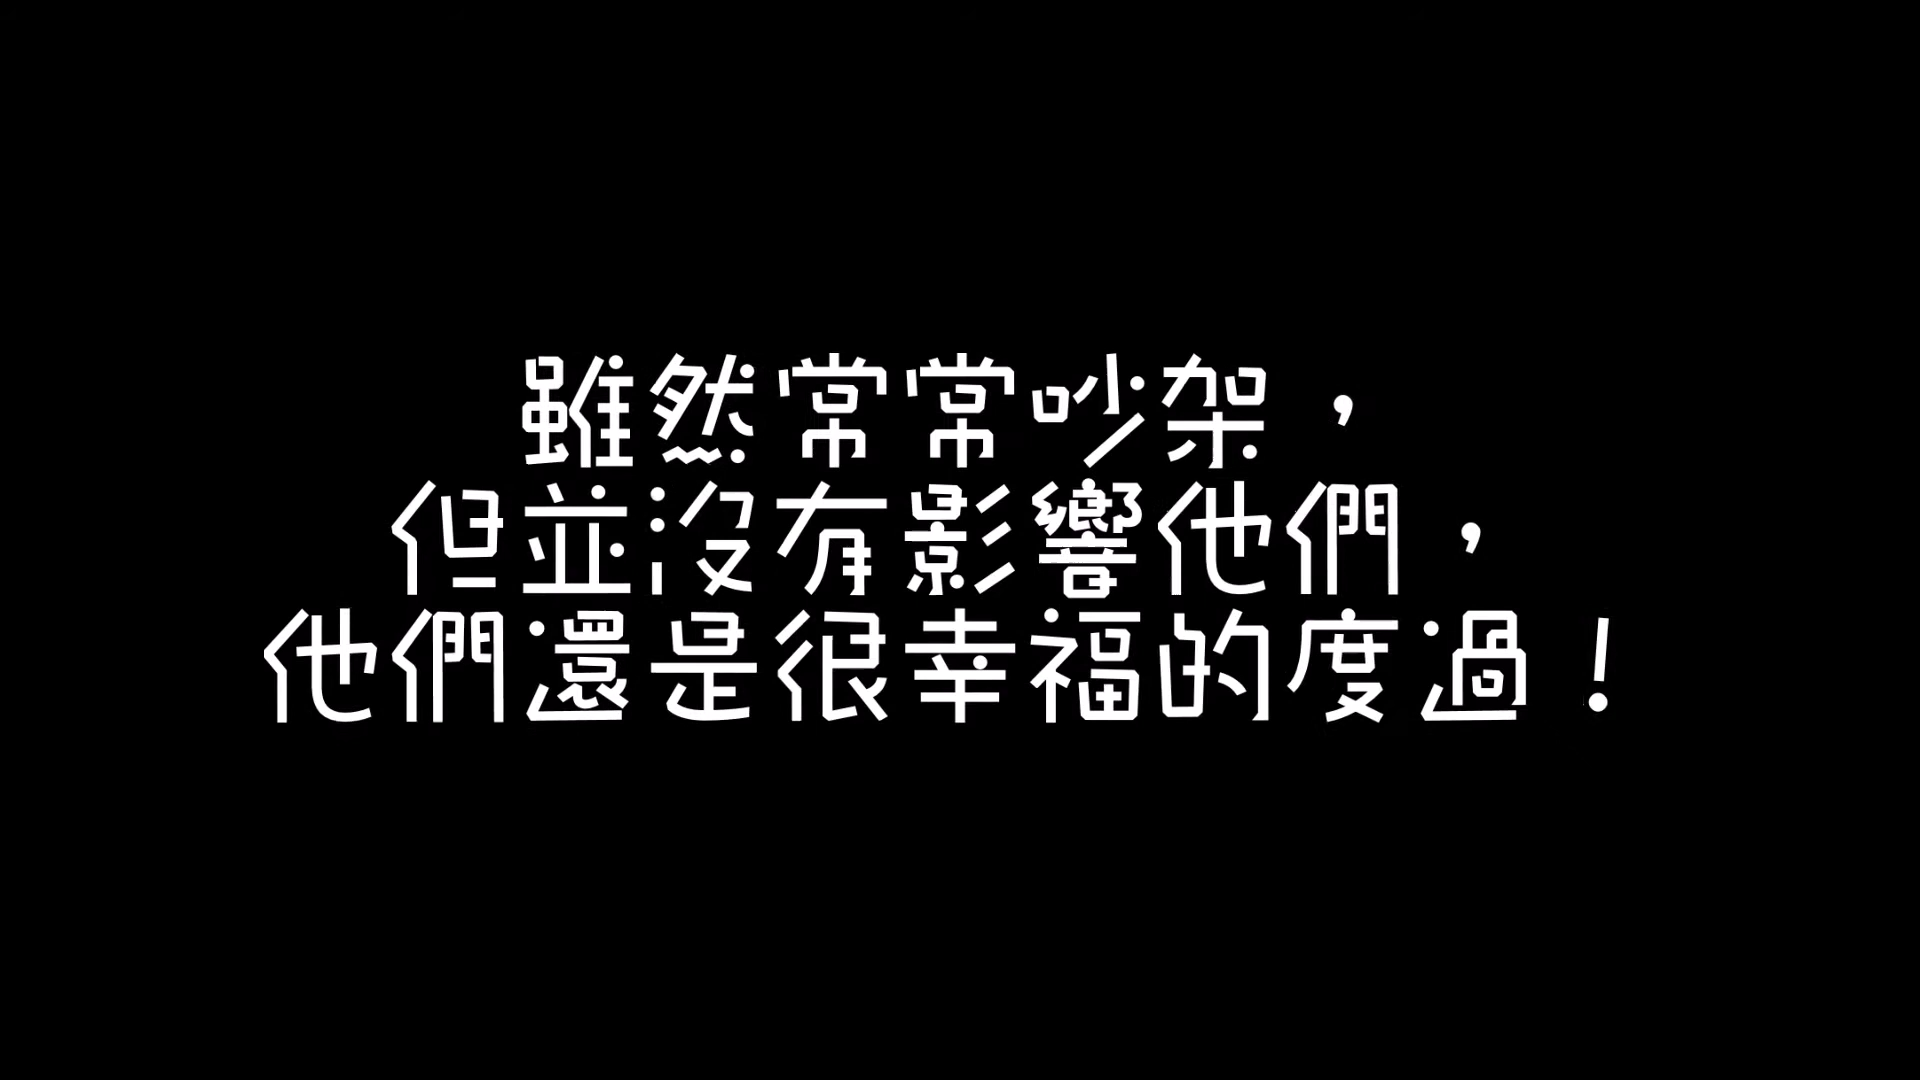 雖然常常吵架，
但並沒有影響他們，
他們還是很幸福的度過！